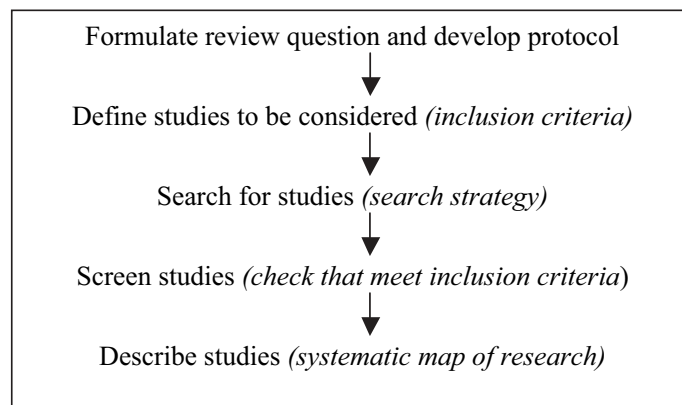 Formulate review question and develop protocol
Define studies to be considered (inclusion criteria)
Search for studies (search strategy)
Screen studies (check that meet inclusion criteria)
Describe studies (systematic map of research)